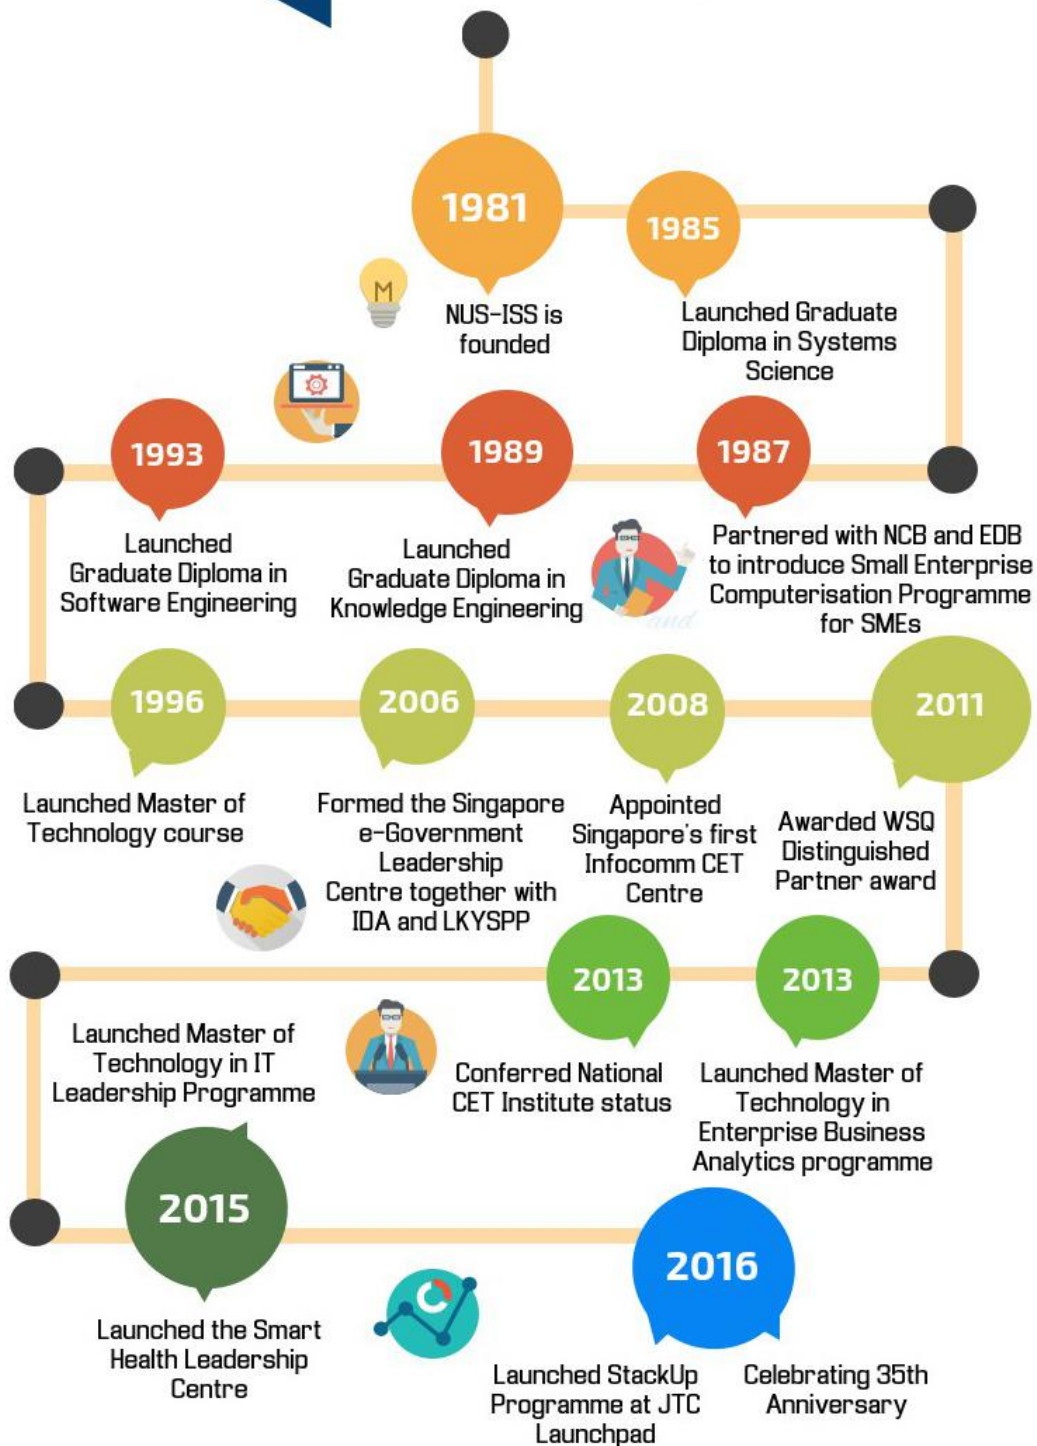 1981
NUS-ISS is
founded
1985
Launched Graduate
Diploma in Systems
Science
M
1987
Partnered with NCB and EDB
to introduce Small Enterprise
Computerisation Programme
for SMEs
1989
Launched
Graduate Diploma in
Knowledge Engineering
1993
Launched
Graduate Diploma in
Software Engineering
and
1996
Launched Master of
Technology course
2006
Formed the Singapore
e-Government
Leadership
Centre together with
IDA and LKYSPP
2008
Appointed
Singapore's first
Infocomm CET
Centre
2011
Awarded WSQ
Distinguished
Partner award
2013
Launched Master of
Technology in
Enterprise Business
Analytics programme
2013
Conferred National
CET Institute status
Launched Master of
Technology in IT
Leadership Programme
2015
Launched the Smart
Health Leadership
Centre
2016
Launched StackUp
Programme at JTC
Launchpad
Celebrating 35th
Anniversary